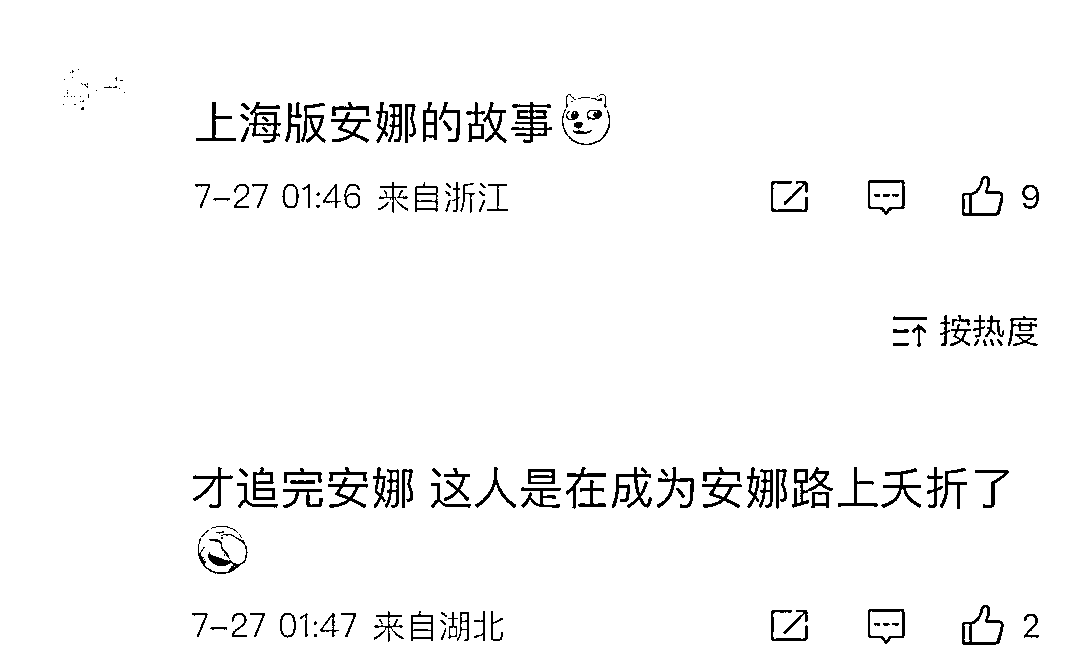 上海版安娜的故事
7-27 01:46 来自浙江
9
按热度
才追完安娜 这人是在成为安娜路上夭折了
7-27 01:47 来自湖北
2